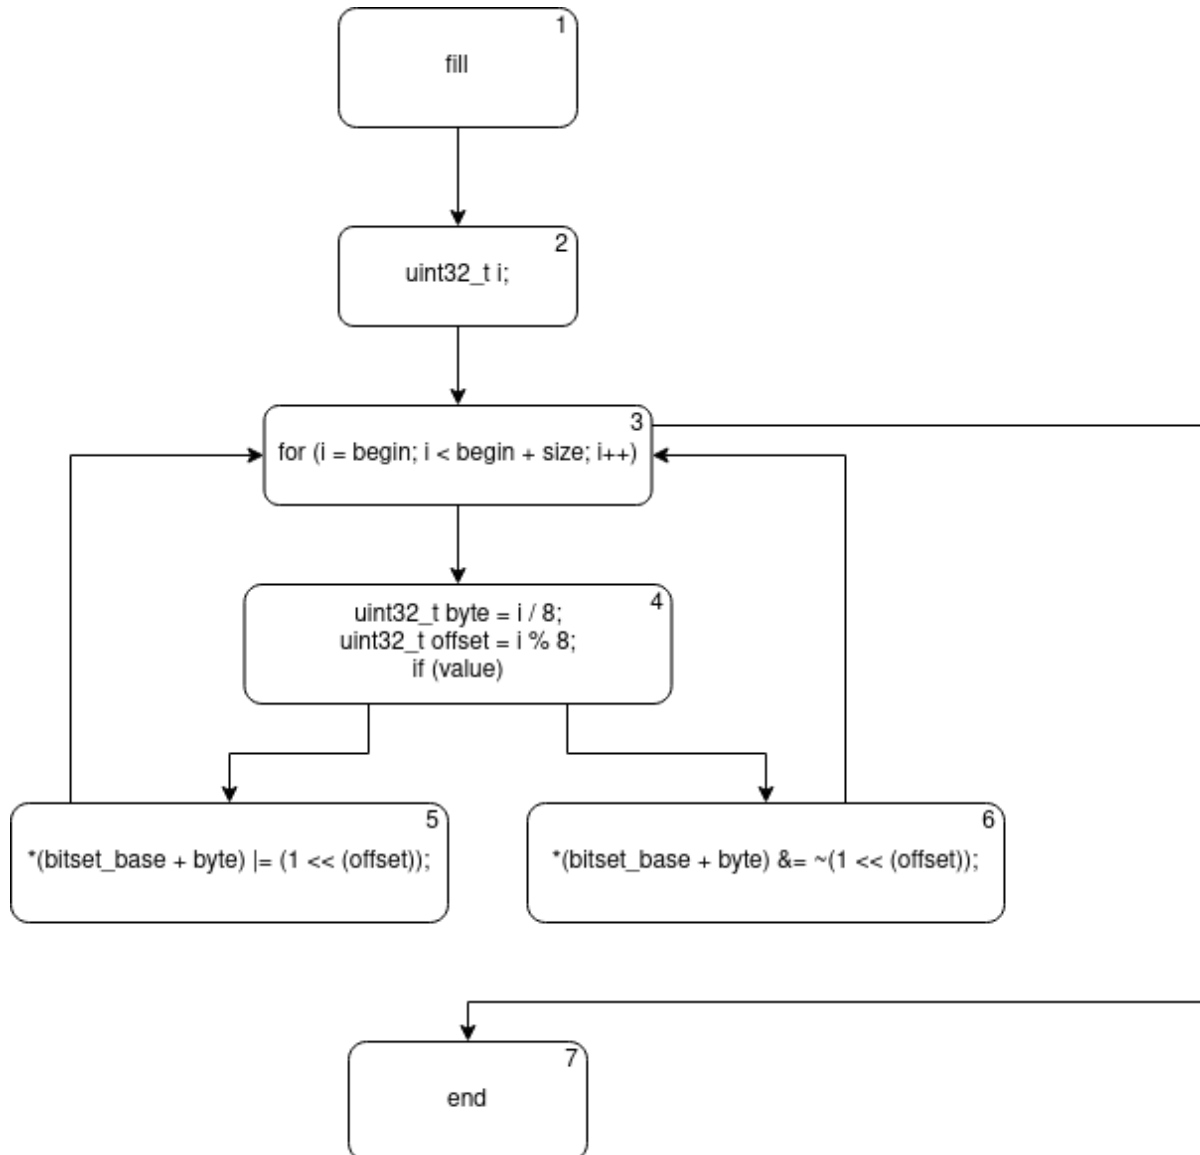 1
fill
2
uint32_t i;
3
for (i = begin; i < begin + size; i++)
4
uint32_t byte = i / 8;
uint32_t offset = i % 8;
if (value)
5
*(bitset_base + byte) |= (1 << (offset));
6
*(bitset_base + byte) &= ~(1 << (offset));
7
end